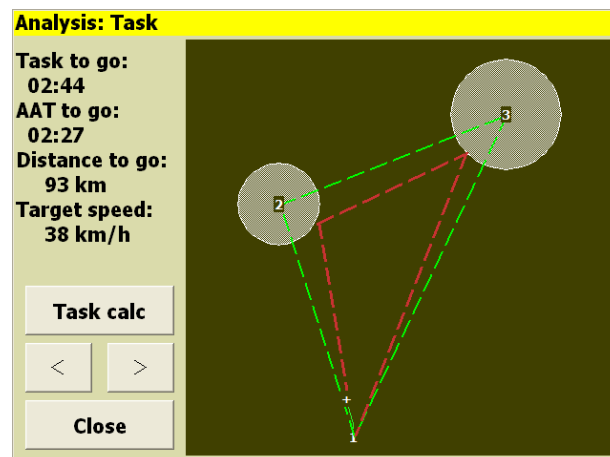 Analysis: Task
Task to go:
02:44
AAT to go:
02:27
Distance to go:
93 km
Target speed:
38 km/h
Task calc
< >
Close
3
2
+
1